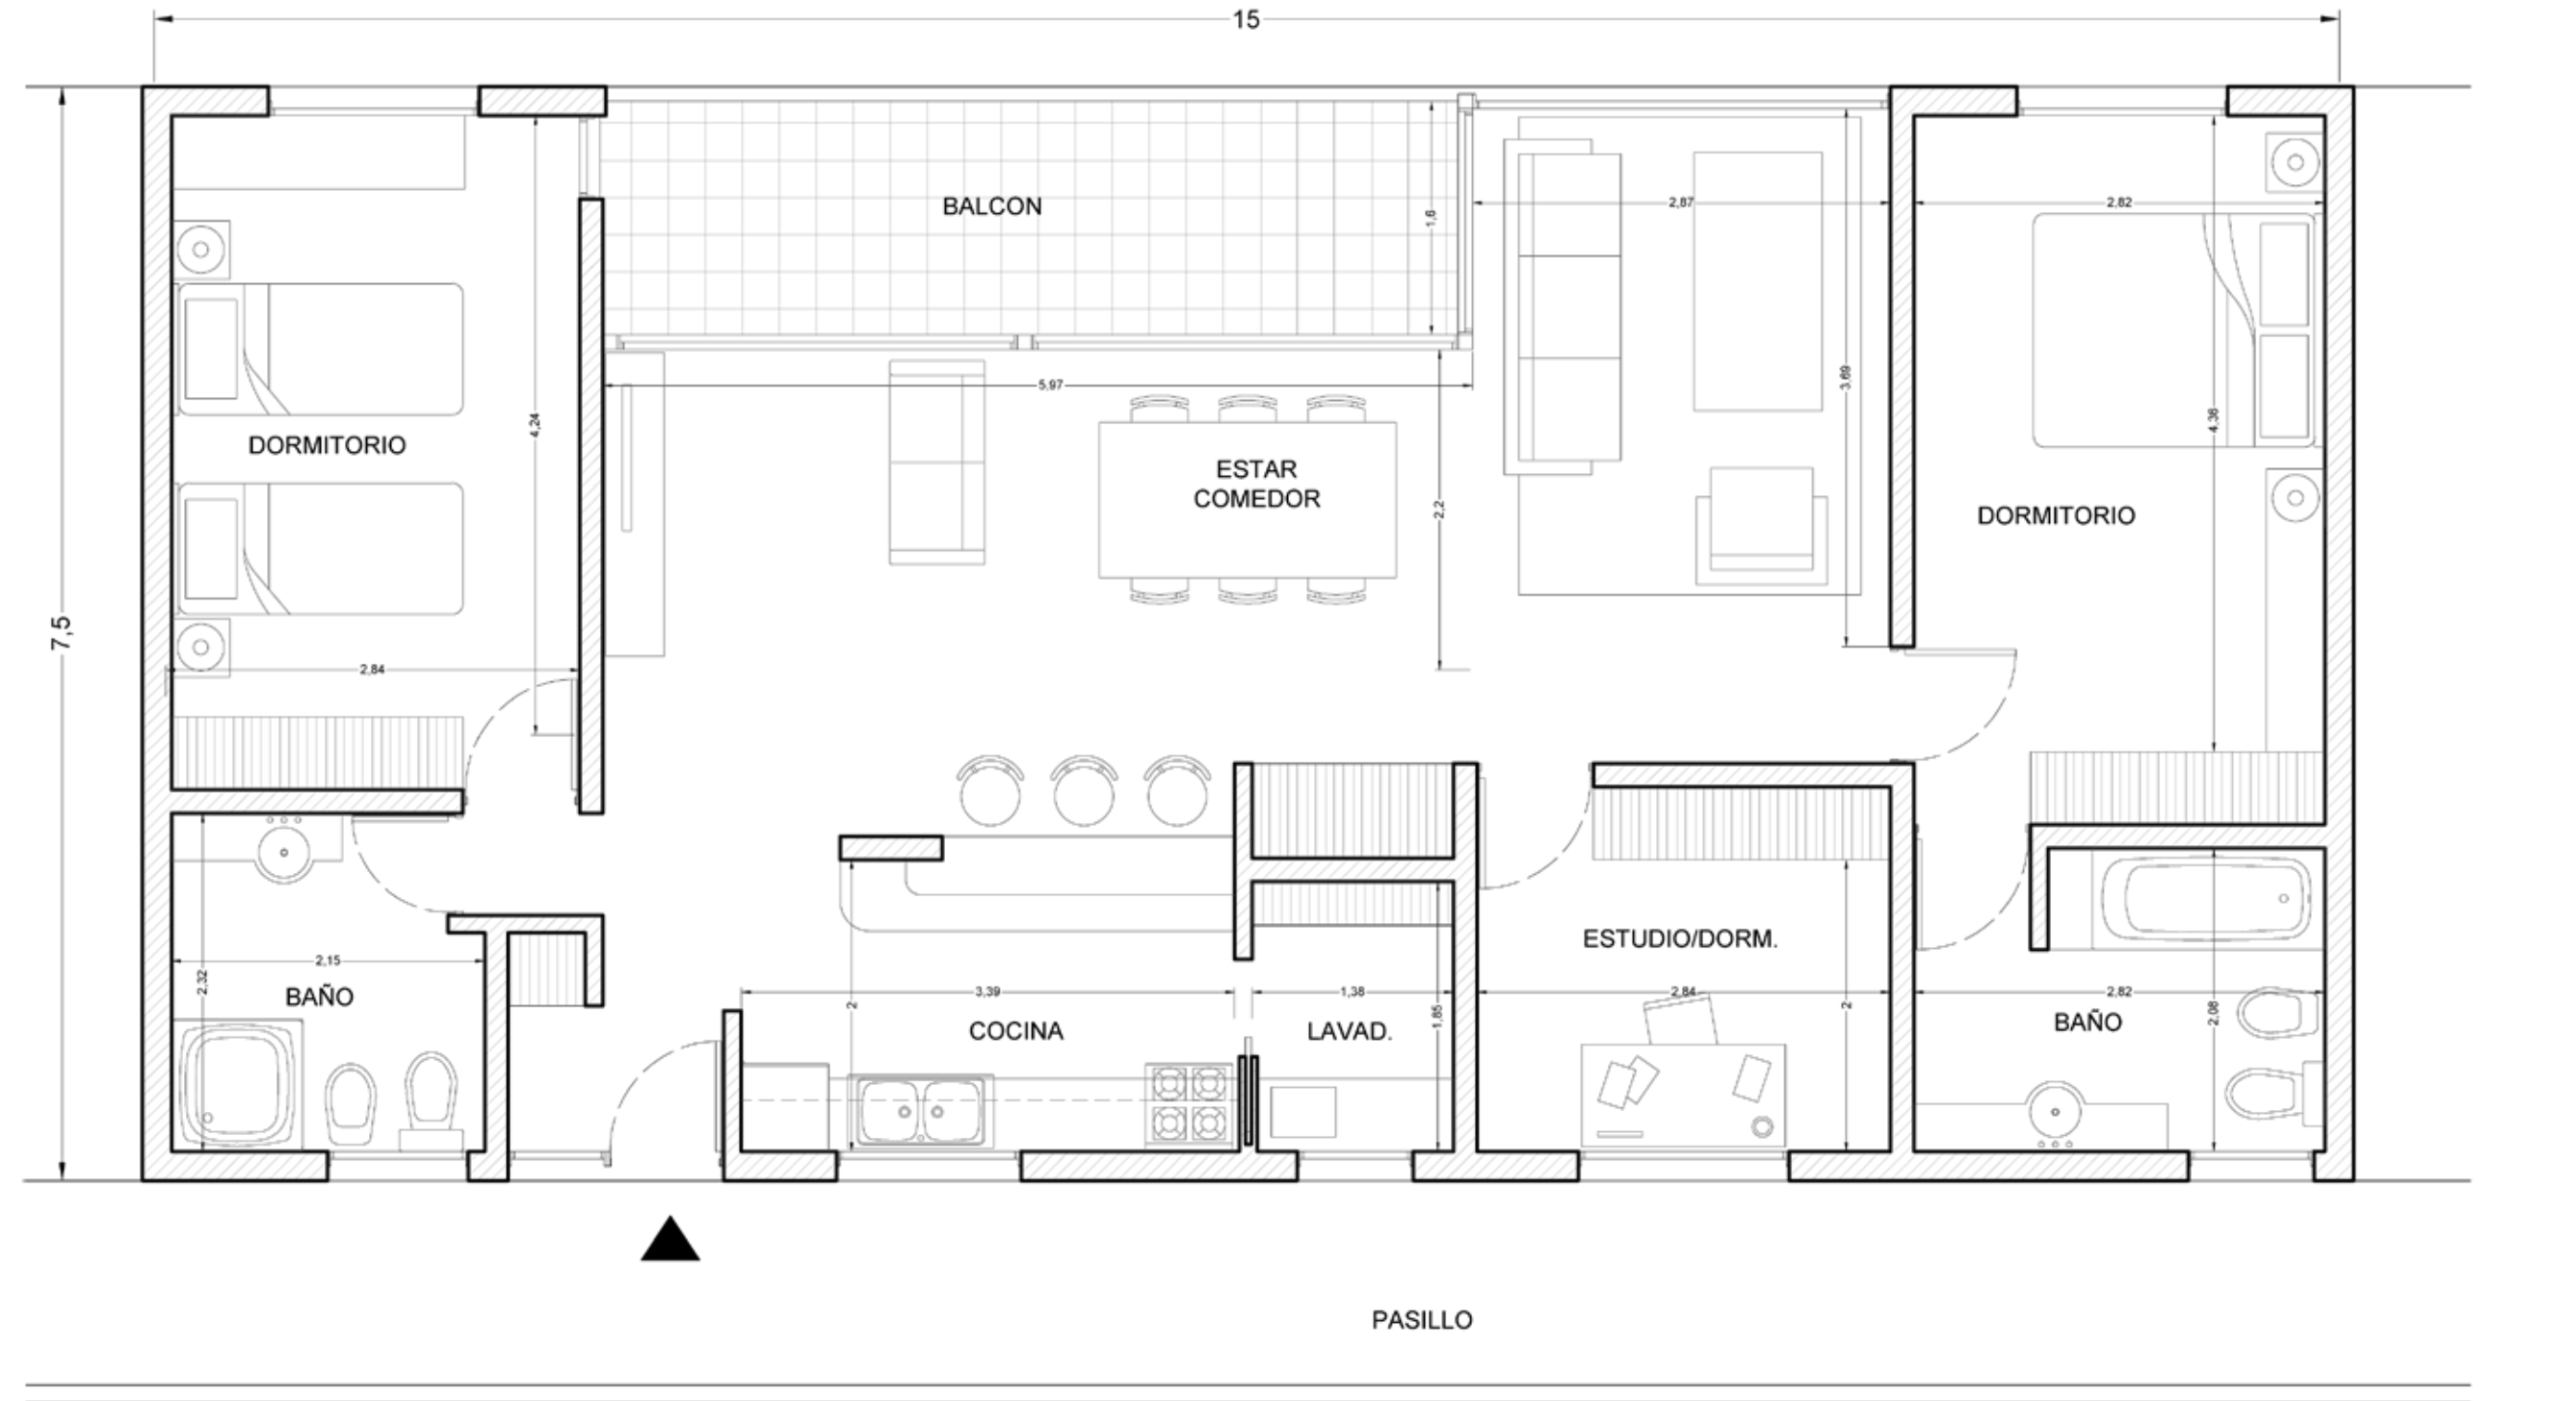 15
7,5
BALCON
1,6
2,87
2,82
5,97
3,69
4,24
4,36
DORMITORIO
ESTAR
COMEDOR
2,2
DORMITORIO
2,84
ESTUDIO/DORM.
2,15
2,32
BAÑO
3,39
2
COCINA
1,38
1,85
LAVAD.
2,84
2
2,82
2,08
BAÑO
PASILLO